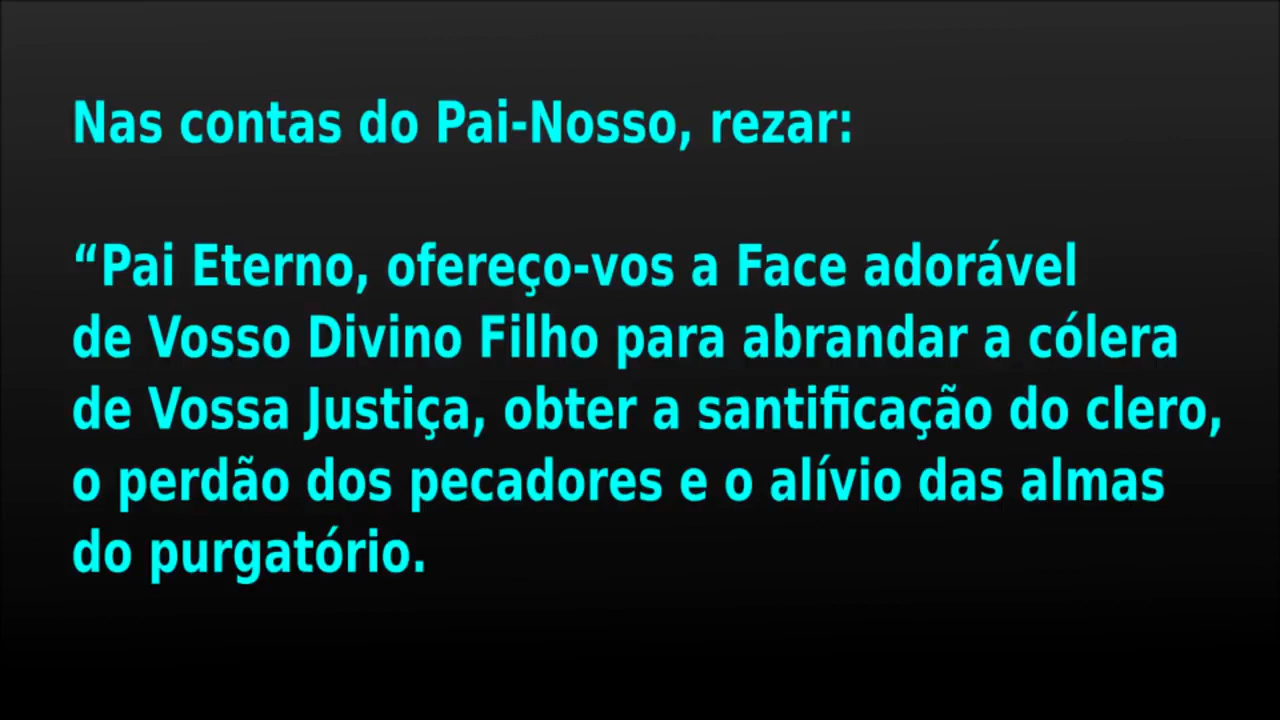 Nas contas do Pai-Nosso, rezar:
“Pai Eterno, ofereço-vos a Face adorável
de Vosso Divino Filho para abrandar a cólera
de Vossa Justiça, obter a santificação do clero,
o perdão dos pecadores e o alívio das almas
do purgatório.